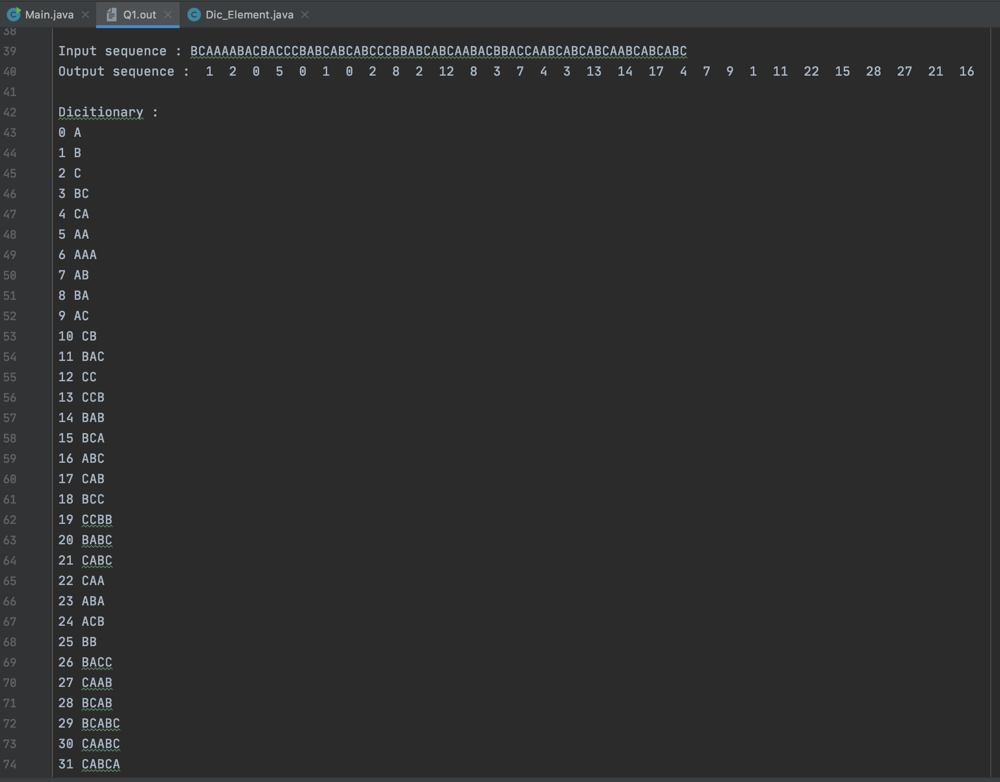 Main.java Q1.out Dic_Element.java
38
39 Input sequence : BCAAAABACBACCCBABCABCABCCCBBABCABCAABACBBACCAABCABCABCAABCABCABC
40 Output sequence : 1 2 0 5 0 1 0 2 8 2 12 8 3 7 4 3 13 14 17 4 7 9 1 11 22 15 28 27 21 16
41
42 Dicitionary :
43 0 A
44 1 B
45 2 C
46 3 BC
47 4 CA
48 5 AA
49 6 AAA
50 7 AB
51 8 BA
52 9 AC
53 10 CB
54 11 BAC
55 12 CC
56 13 CCB
57 14 BAB
58 15 BCA
59 16 ABC
60 17 CAB
61 18 BCC
62 19 CCBB
63 20 BABC
64 21 CABC
65 22 CAA
66 23 ABA
67 24 ACB
68 25 BB
69 26 BACC
70 27 CAAB
71 28 BCAB
72 29 BCABC
73 30 CAABC
74 31 CABCA